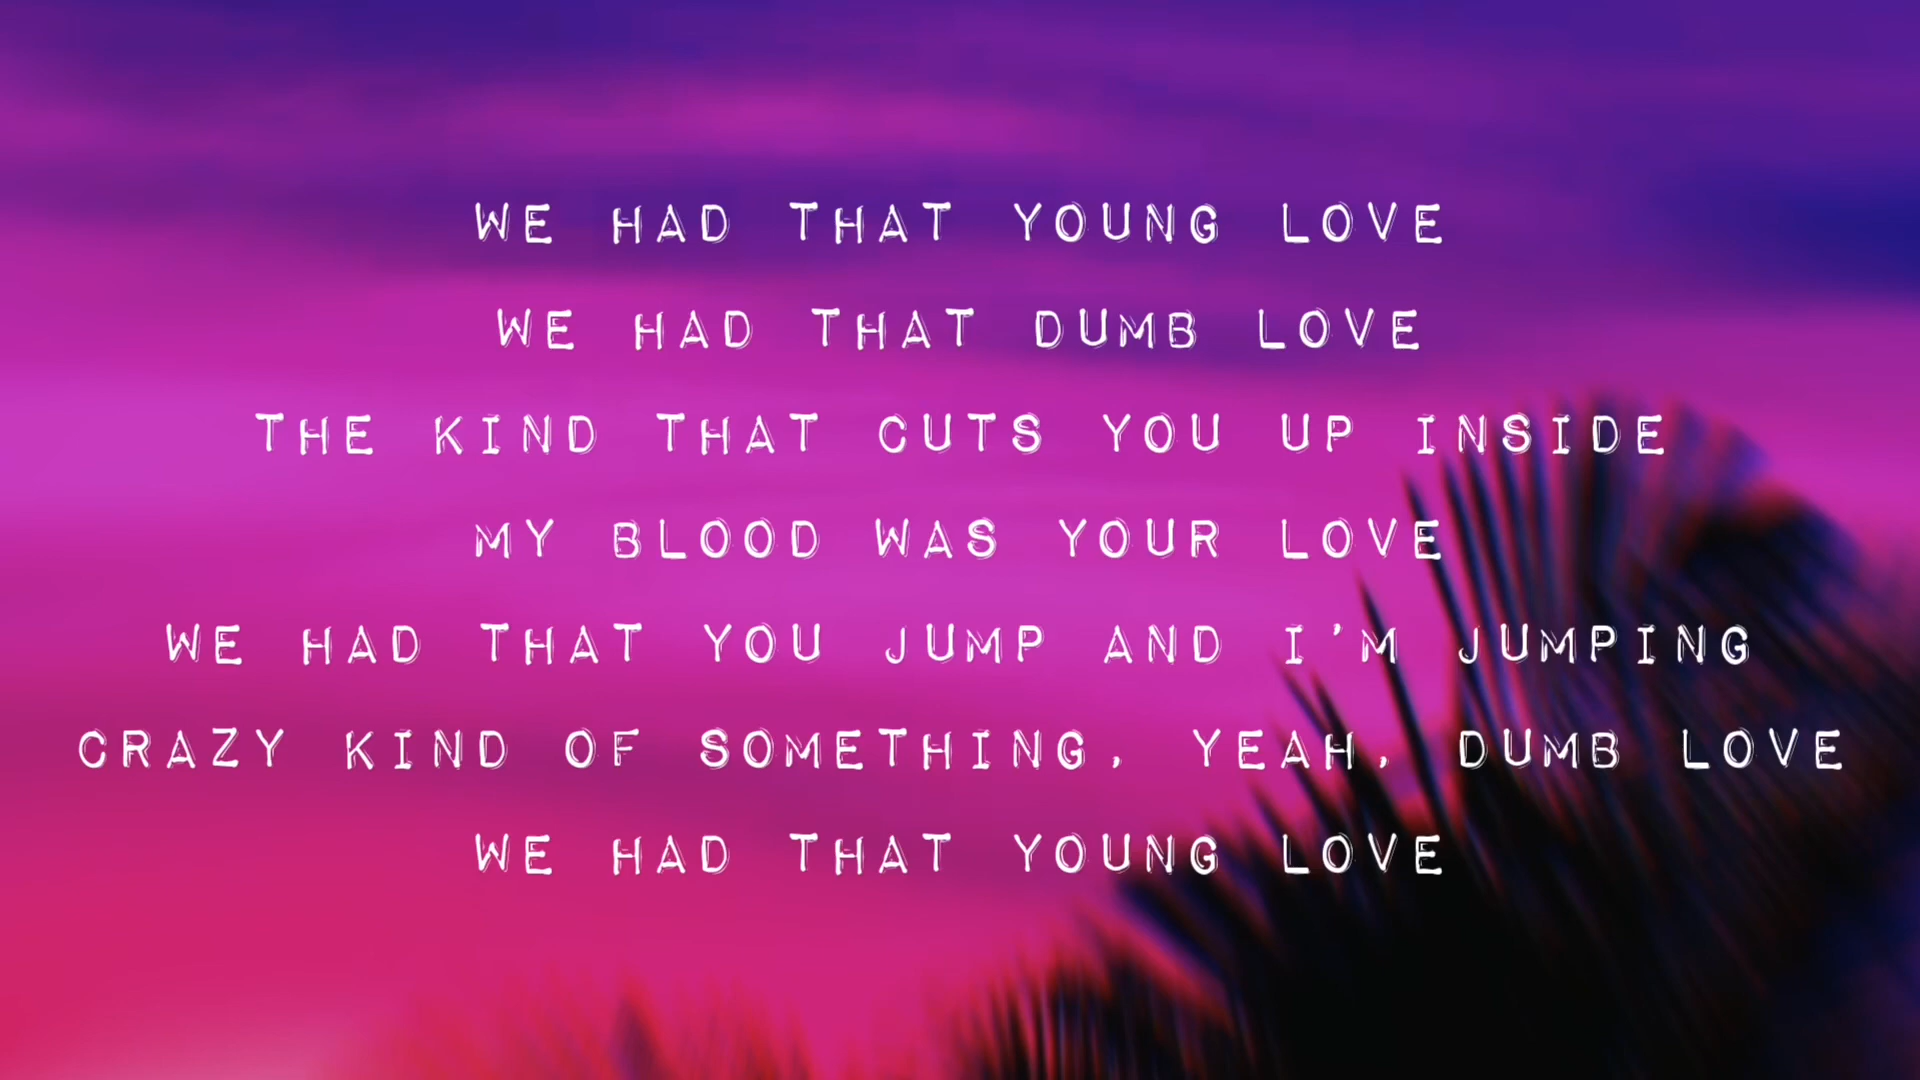 WE HAD THAT YOUNG LOVE
WE HAD THAT DUMB LOVE
THE KIND THAT CUTS YOU UP INSIDE
MY BLOOD WAS YOUR LOVE
WE HAD THAT YOU JUMP AND I'M JUMPING
CRAZY KIND OF SOMETHING, YEAH, DUMB LOVE
WE HAD THAT YOUNG LOVE